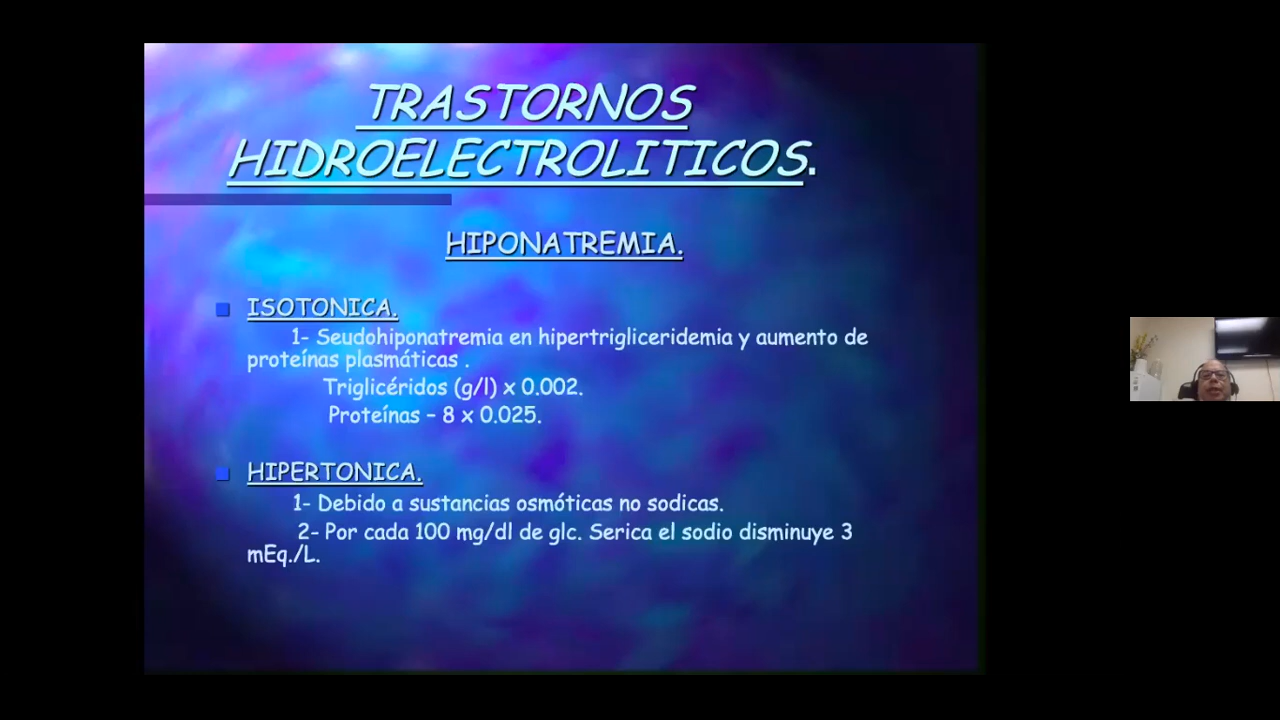 TRASTORNOS
HIDROELECTROLITICOS.
HIPONATREMIA.
ISOTONICA.
1- Seudohiponatremia en hipertrigliceridemia y aumento de
proteínas plasmáticas .
Triglicéridos (g/l) x 0.002.
Proteínas – 8 x 0.025.
HIPERTONICA.
1- Debido a sustancias osmóticas no sodicas.
2- Por cada 100 mg/dl de glc. Serica el sodio disminuye 3
mEq./L.